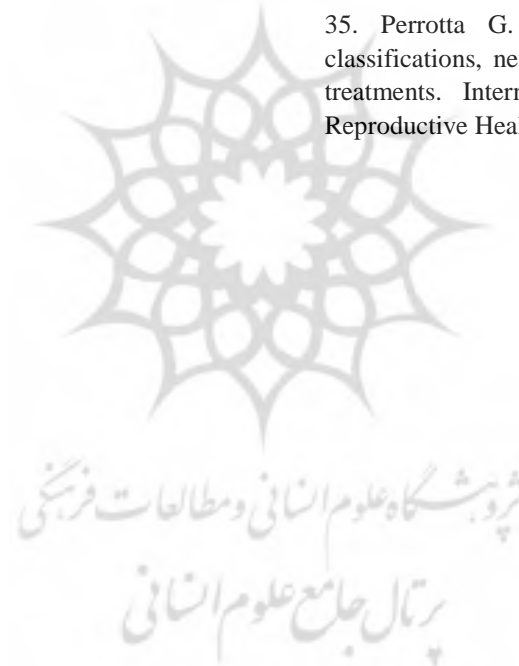 35. Perrotta G.
classifications, ne
treatments. Intern
Reproductive Heal
پژوهشگاه علوم انسانی و مطالعات فرهنگی
پرتال جامع علوم انسانی